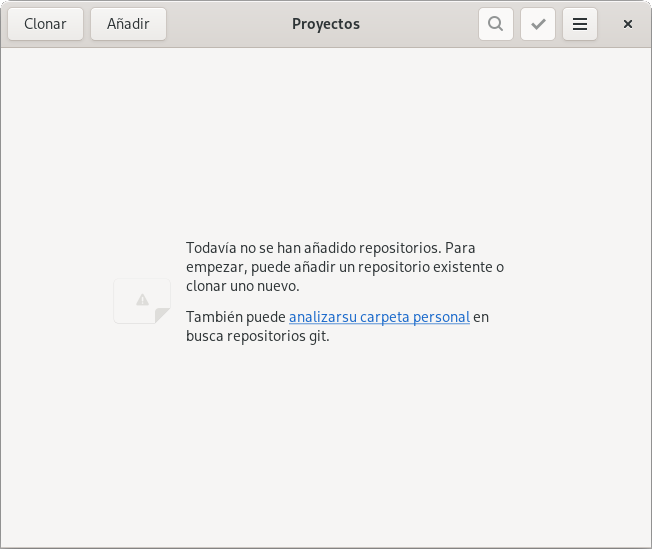 Clonar Añadir Proyectos
Todavía no se han añadido repositorios. Para
empezar, puede añadir un repositorio existente o
clonar uno nuevo.
También puede analizarsu carpeta personal en
busca repositorios git.